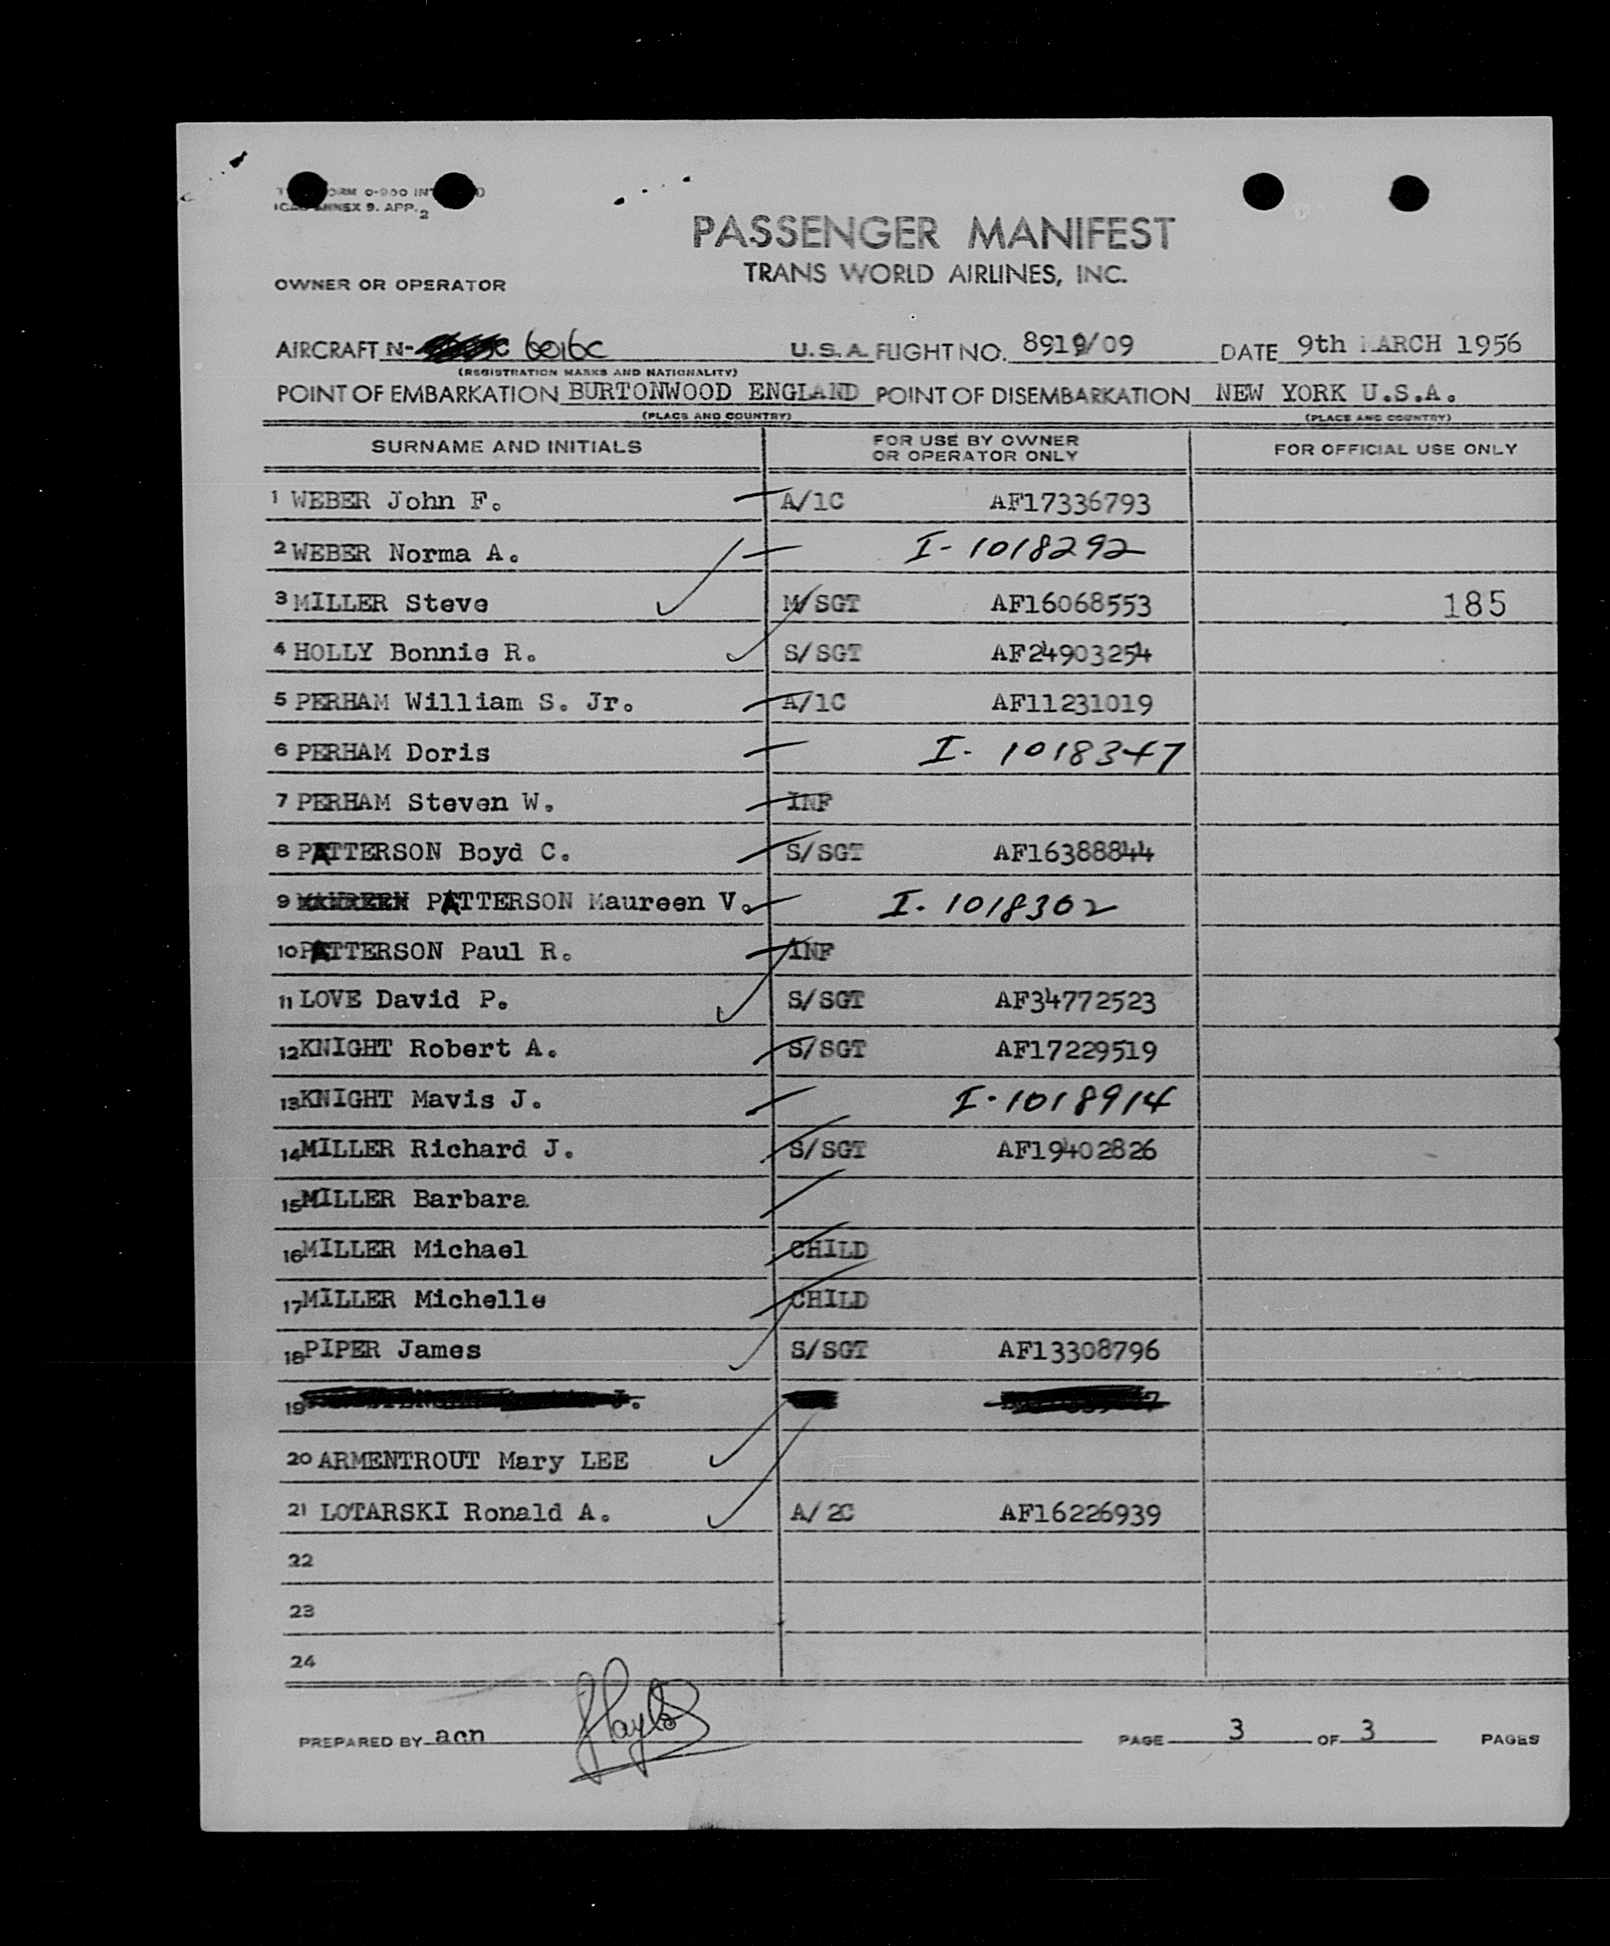 FORM 0-900
ANNEX 9. APP. 2
PASSENGER MANIFEST
TRANS WORLD AIRLINES, INC.
OWNER OR OPERATOR
AIRCRAFT N- 6016C U.S.A. FLIGHT NO. 8919/09 DATE 9th MARCH 1956
(REGISTRATION MARKS AND NATIONALITY)
POINT OF EMBARKATION BURTONWOOD ENGLAND POINT OF DISEMBARKATION NEW YORK U.S.A.
(PLACE AND COUNTRY) (PLACE AND COUNTRY)
SURNAME AND INITIALS FOR USE BY OWNER OR OPERATOR ONLY FOR OFFICIAL USE ONLY
1 WEBER John F. A/1C AF17336793
2 WEBER Norma A. I-1018292
3 MILLER Steve M/SGT AF16068553 185
4 HOLLY Bonnie R. S/SGT AF24903254
5 PERHAM William S. Jr. A/1C AF11231019
6 PERHAM Doris I-1018347
7 PERHAM Steven W. INF
8 PATTERSON Boyd C. S/SGT AF16388844
9 PATTERSON Maureen V. I-1018302
10 PATTERSON Paul R. INF
11 LOVE David P. S/SGT AF34772523
12 KNIGHT Robert A. S/SGT AF17229519
13 KNIGHT Mavis J. I-1018914
14 MILLER Richard J. S/SGT AF19402826
15 MILLER Barbara
16 MILLER Michael CHILD
17 MILLER Michelle CHILD
18 PIPER James S/SGT AF13308796
19 J.
20 ARMENTROUT Mary LEE
21 LOTARSKI Ronald A. A/2C AF16226939
22
23
24
PREPARED BY acn PAGE 3 OF 3 PAGES